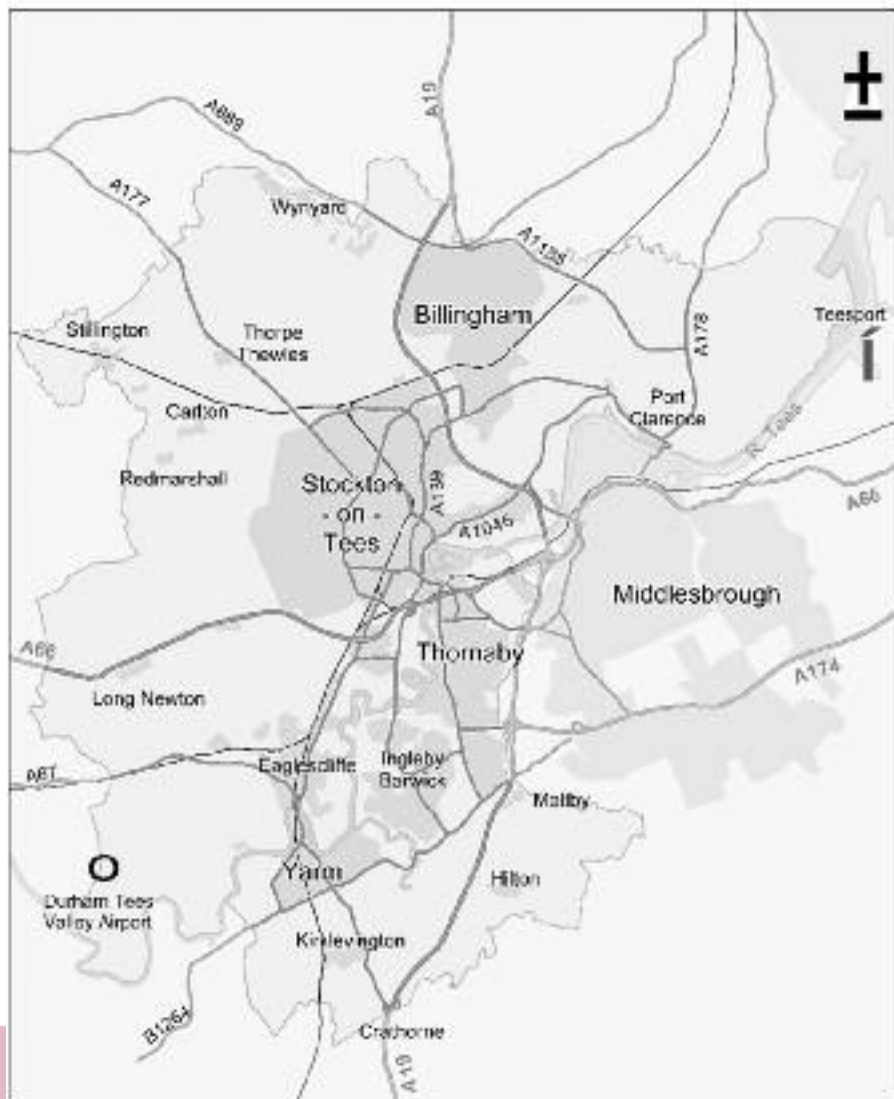 A689
A19
A177
Wynyard
A1185
Billingham
Teesport
Stillington
Thorpe
Thewles
A178
Port
Clarence
Carlton
R. Tees
Redmarshall
Stockton
- on -
Tees
A139
A1046
A66
Middlesbrough
A66
Thornaby
A174
Long Newton
Eaglescliffe
Ingleby
Barwick
A67
Maltby
Yarm
Hilton
Durham Tees
Valley Airport
Kirklevington
B1264
Crathorne
A19